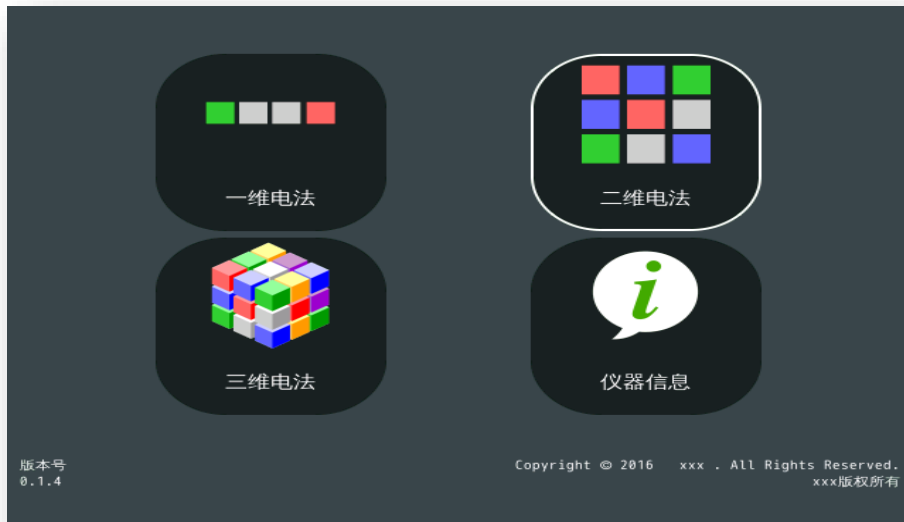 一维电法
二维电法
三维电法
仪器信息
版本号
0.1.4
Copyright © 2016 xxx . All Rights Reserved.
xxx版权所有